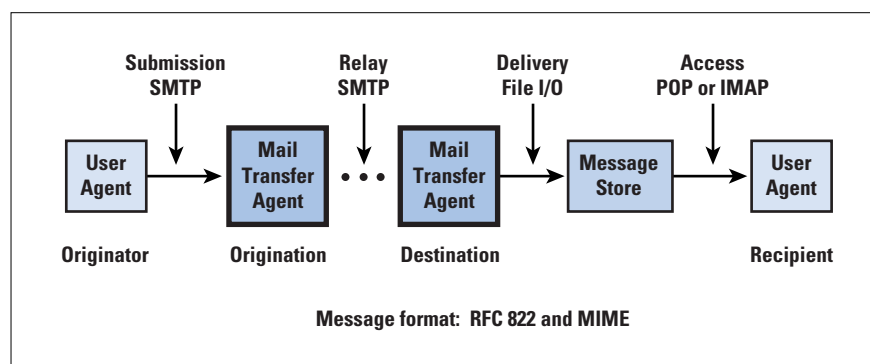 Submission
SMTP
Relay
SMTP
Delivery
File I/O
Access
POP or IMAP
User
Agent
Mail
Transfer
Agent
Mail
Transfer
Agent
Message
Store
User
Agent
Originator
Origination
Destination
Recipient
Message format: RFC 822 and MIME